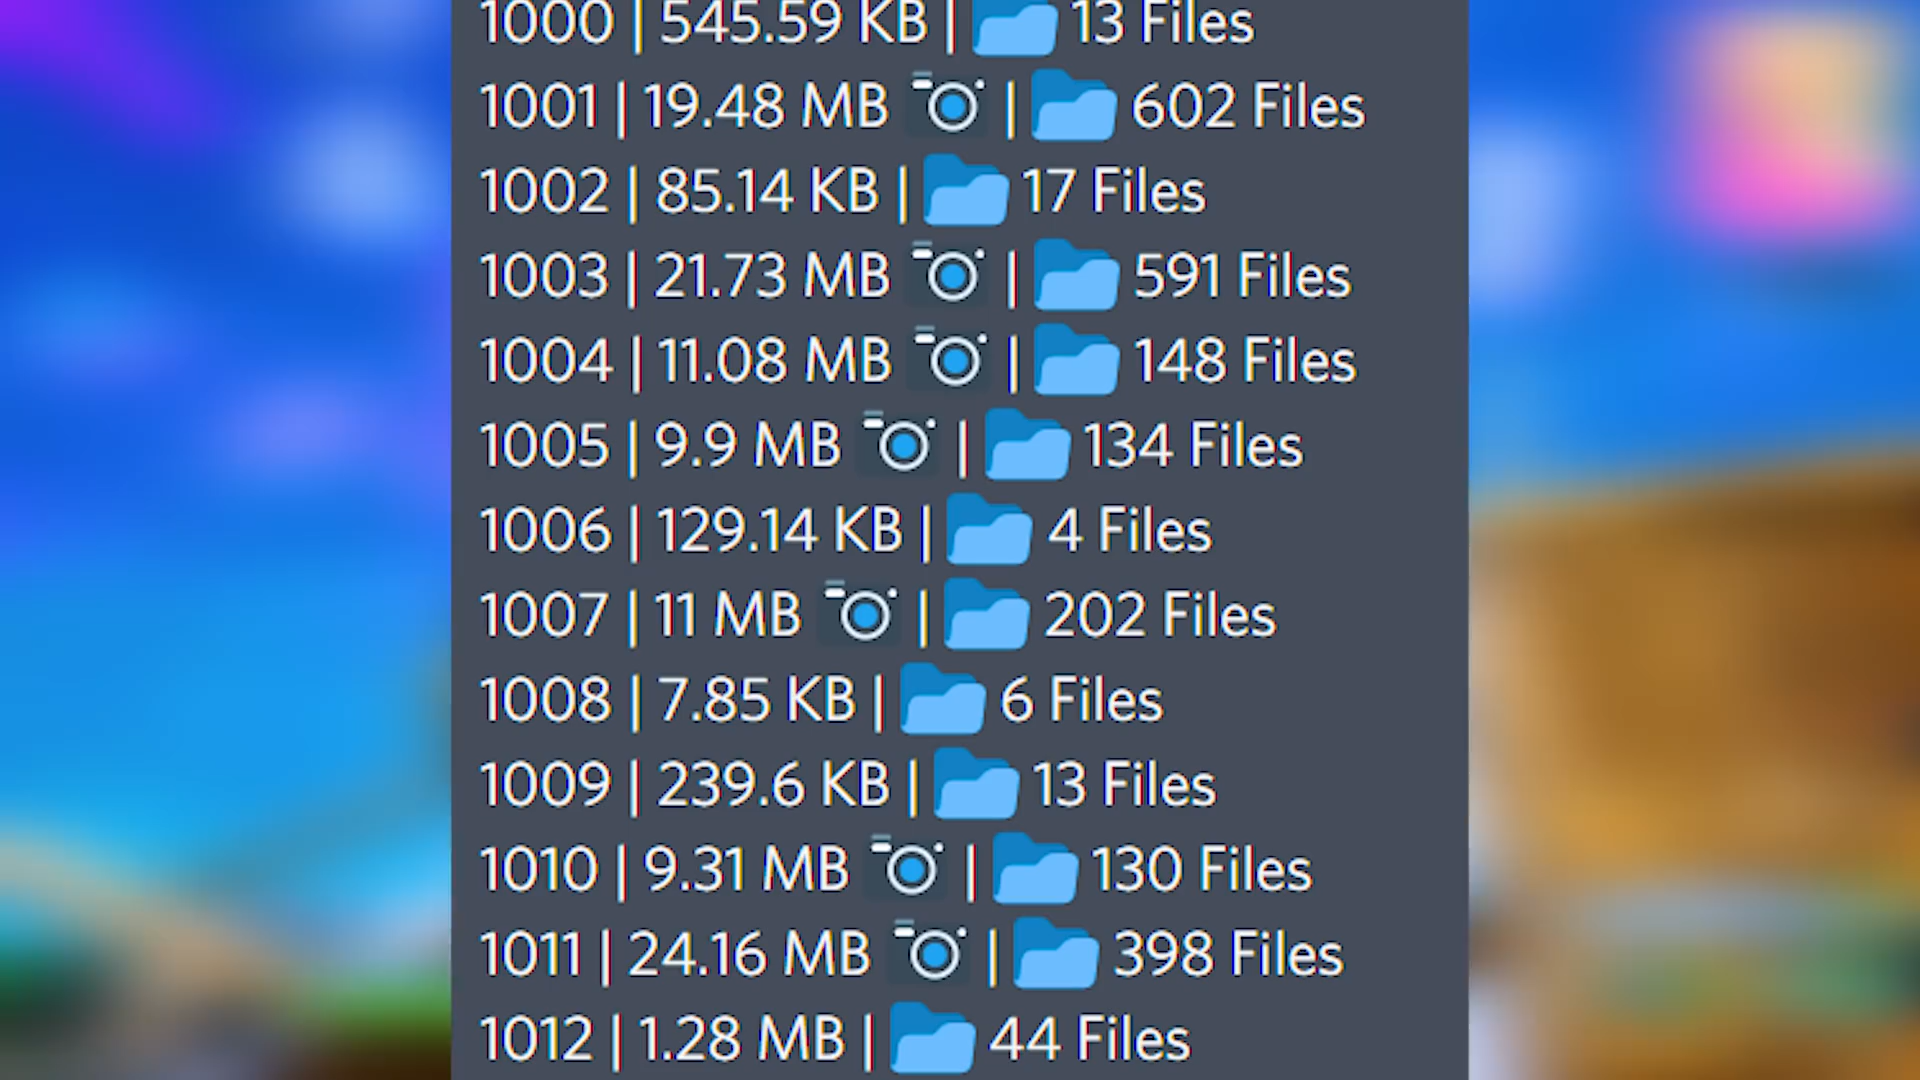 1000 | 545.59 KB | 13 Files
1001 | 19.48 MB | 602 Files
1002 | 85.14 KB | 17 Files
1003 | 21.73 MB | 591 Files
1004 | 11.08 MB | 148 Files
1005 | 9.9 MB | 134 Files
1006 | 129.14 KB | 4 Files
1007 | 11 MB | 202 Files
1008 | 7.85 KB | 6 Files
1009 | 239.6 KB | 13 Files
1010 | 9.31 MB | 130 Files
1011 | 24.16 MB | 398 Files
1012 | 1.28 MB | 44 Files